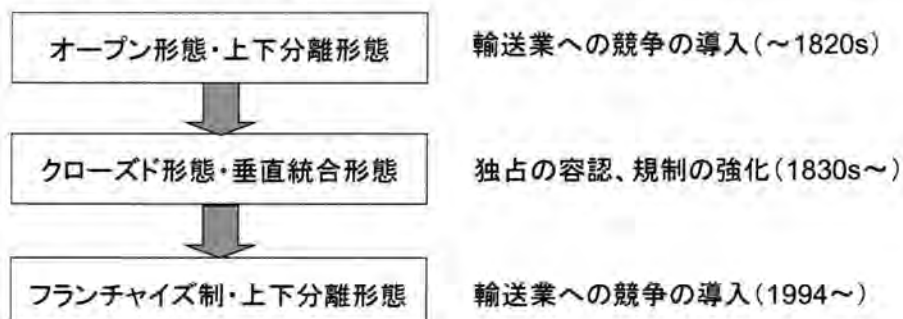 オープン形態・上下分離形態 輸送業への競争の導入(～1820s)
クローズド形態・垂直統合形態 独占の容認、規制の強化(1830s～)
フランチャイズ制・上下分離形態 輸送業への競争の導入(1994～)